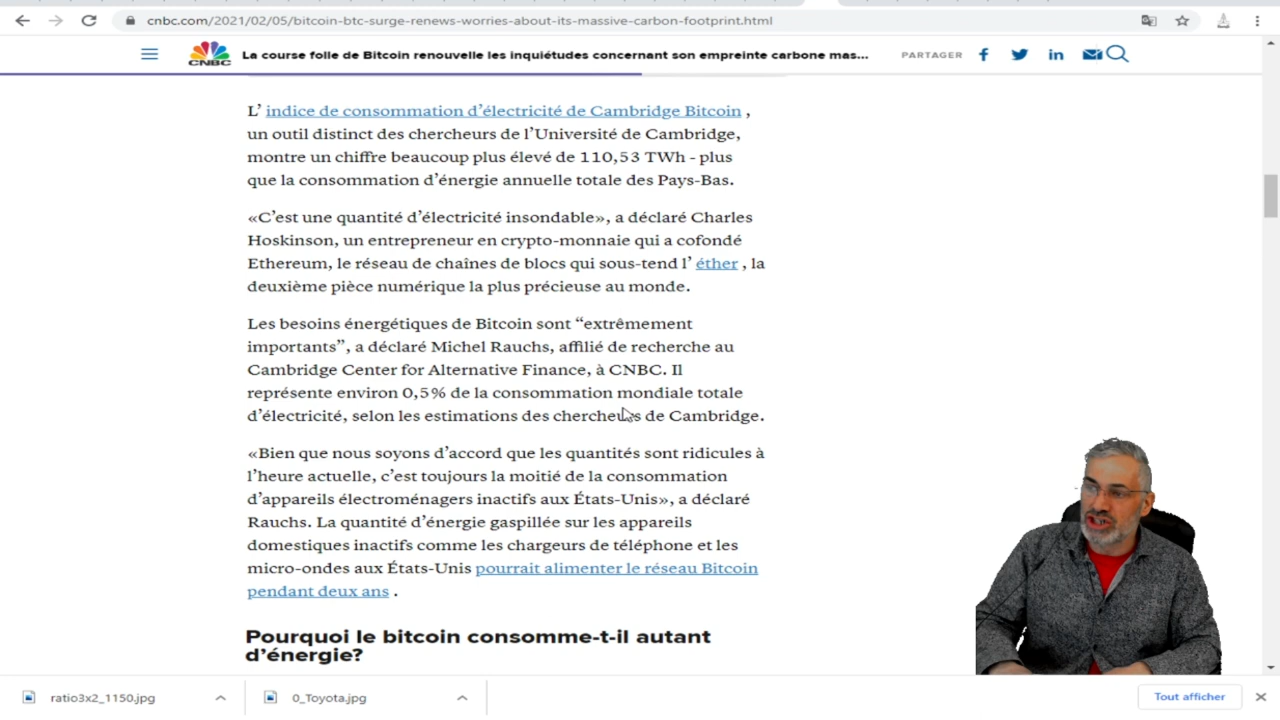 cnbc.com/2021/02/05/bitcoin-btc-surge-renews-worries-about-its-massive-carbon-footprint.html
CNBC
La course folle de Bitcoin renouvelle les inquiétudes concernant son empreinte carbone mas...
PARTAGER
L’ indice de consommation d’électricité de Cambridge Bitcoin ,
un outil distinct des chercheurs de l’Université de Cambridge,
montre un chiffre beaucoup plus élevé de 110,53 TWh - plus
que la consommation d’énergie annuelle totale des Pays-Bas.
«C’est une quantité d’électricité insondable», a déclaré Charles
Hoskinson, un entrepreneur en crypto-monnaie qui a cofondé
Ethereum, le réseau de chaînes de blocs qui sous-tend l’ éther , la
deuxième pièce numérique la plus précieuse au monde.
Les besoins énergétiques de Bitcoin sont “extrêmement
importants”, a déclaré Michel Rauchs, affilié de recherche au
Cambridge Center for Alternative Finance, à CNBC. Il
représente environ 0,5% de la consommation mondiale totale
d’électricité, selon les estimations des chercheurs de Cambridge.
«Bien que nous soyons d’accord que les quantités sont ridicules à
l’heure actuelle, c’est toujours la moitié de la consommation
d’appareils électroménagers inactifs aux États-Unis», a déclaré
Rauchs. La quantité d’énergie gaspillée sur les appareils
domestiques inactifs comme les chargeurs de téléphone et les
micro-ondes aux États-Unis pourrait alimenter le réseau Bitcoin
pendant deux ans .
Pourquoi le bitcoin consomme-t-il autant
d’énergie?
ratio3x2_1150.jpg
0_Toyota.jpg
Tout afficher